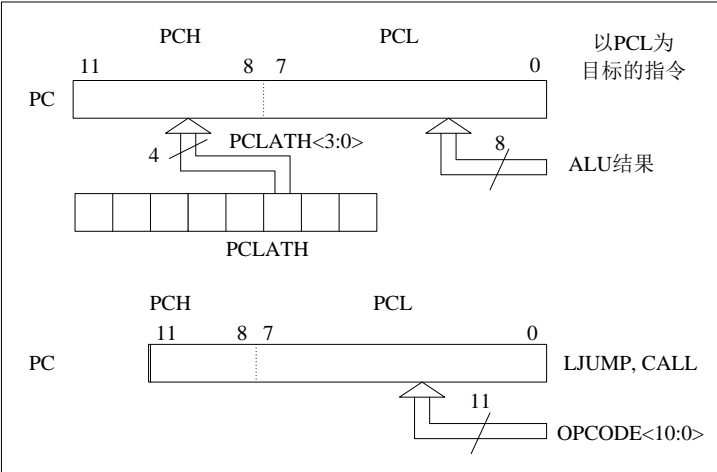 PCH
PCL
以PCL为
目标的指令
11
8
7
0
PC
PCLATH<3:0>
4
8
ALU结果
PCLATH
PCH
PCL
11
8
7
0
PC
LJUMP, CALL
11
OPCODE<10:0>